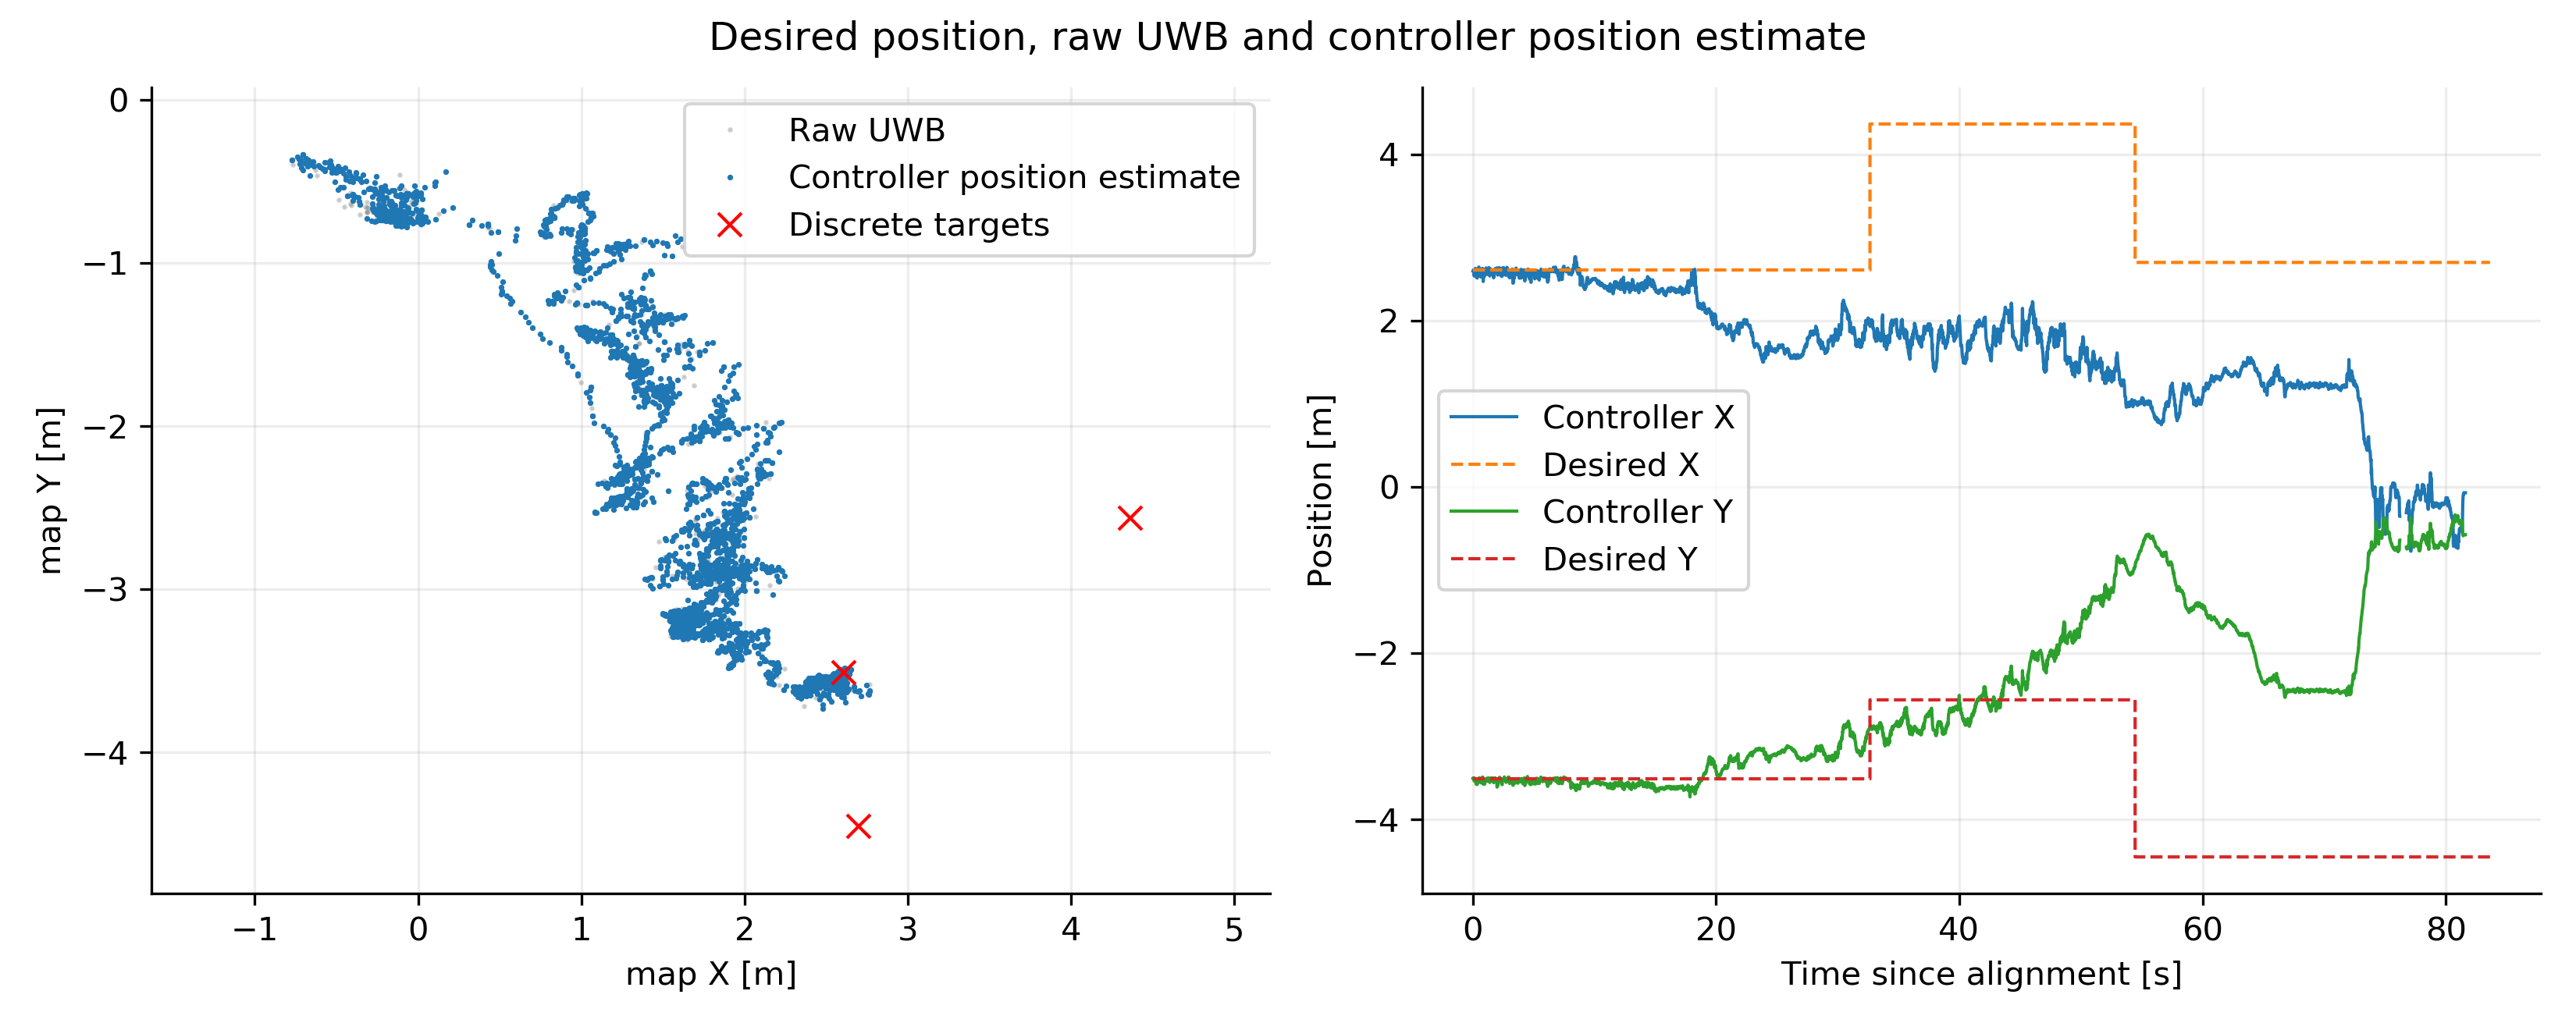 Desired position, raw UWB and controller position estimate
0
−1
−2
−3
−4
map Y [m]
−1
0
1
2
3
4
5
map X [m]
Raw UWB
Controller position estimate
Discrete targets
4
2
0
−2
−4
Position [m]
0
20
40
60
80
Time since alignment [s]
Controller X
Desired X
Controller Y
Desired Y